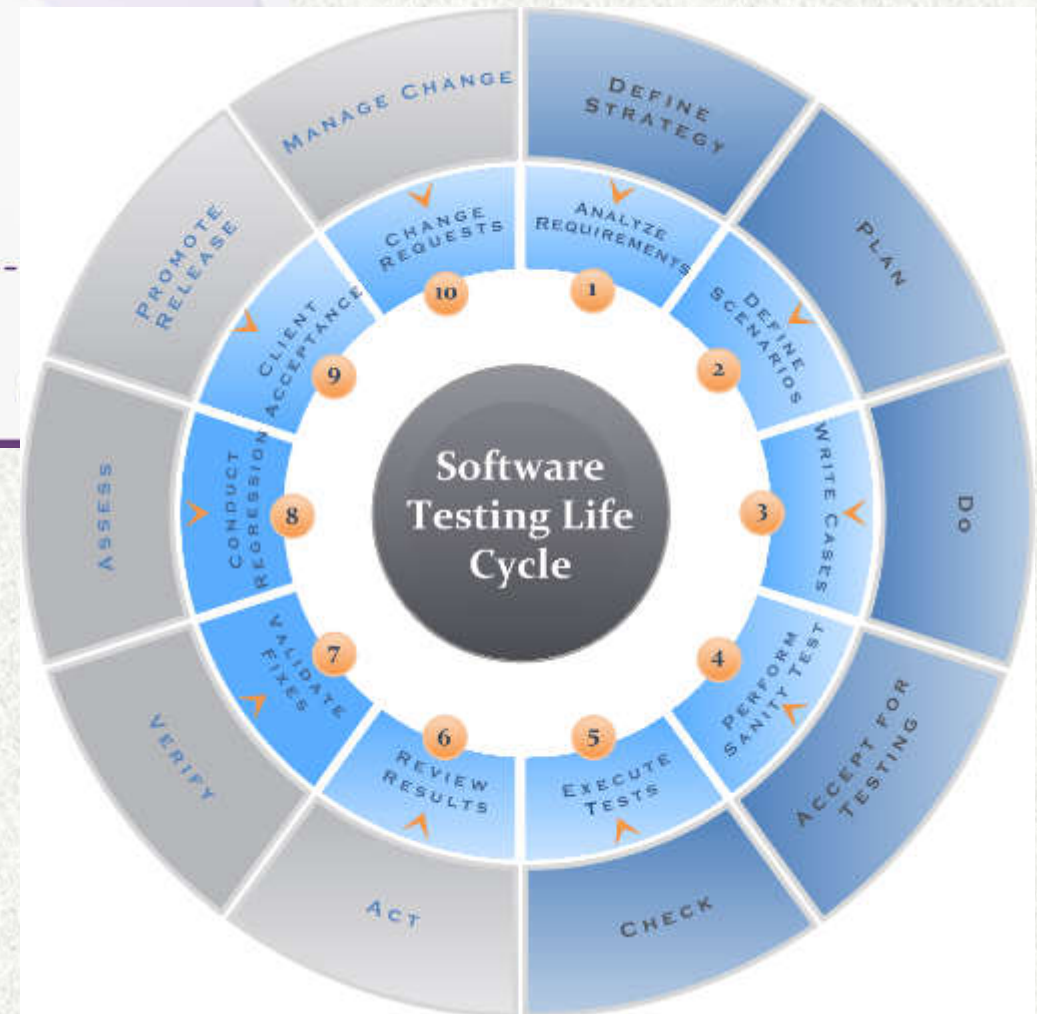 Software
Testing Life
Cycle
DEFINE
STRATEGY
PLAN
DO
ACCEPT FOR
TESTING
CHECK
ACT
VERIFY
ASSESS
PROMOTE
RELEASE
MANAGE CHANGE
ANALYZE
REQUIREMENTS
1
DEFINE
SCENARIOS
2
WRITE CASES
3
PERFORM
SANITY TEST
4
EXECUTE
TESTS
5
REVIEW
RESULTS
6
VALIDATE
FIXES
7
CONDUCT
REGRESSION
8
CLIENT
ACCEPTANCE
9
CHANGE
REQUESTS
10